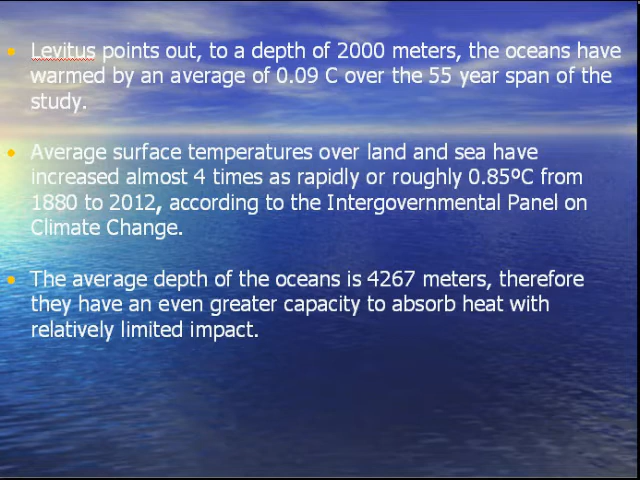 • Levitus points out, to a depth of 2000 meters, the oceans have
warmed by an average of 0.09 C over the 55 year span of the
study.
• Average surface temperatures over land and sea have
increased almost 4 times as rapidly or roughly 0.85ºC from
1880 to 2012, according to the Intergovernmental Panel on
Climate Change.
• The average depth of the oceans is 4267 meters, therefore
they have an even greater capacity to absorb heat with
relatively limited impact.